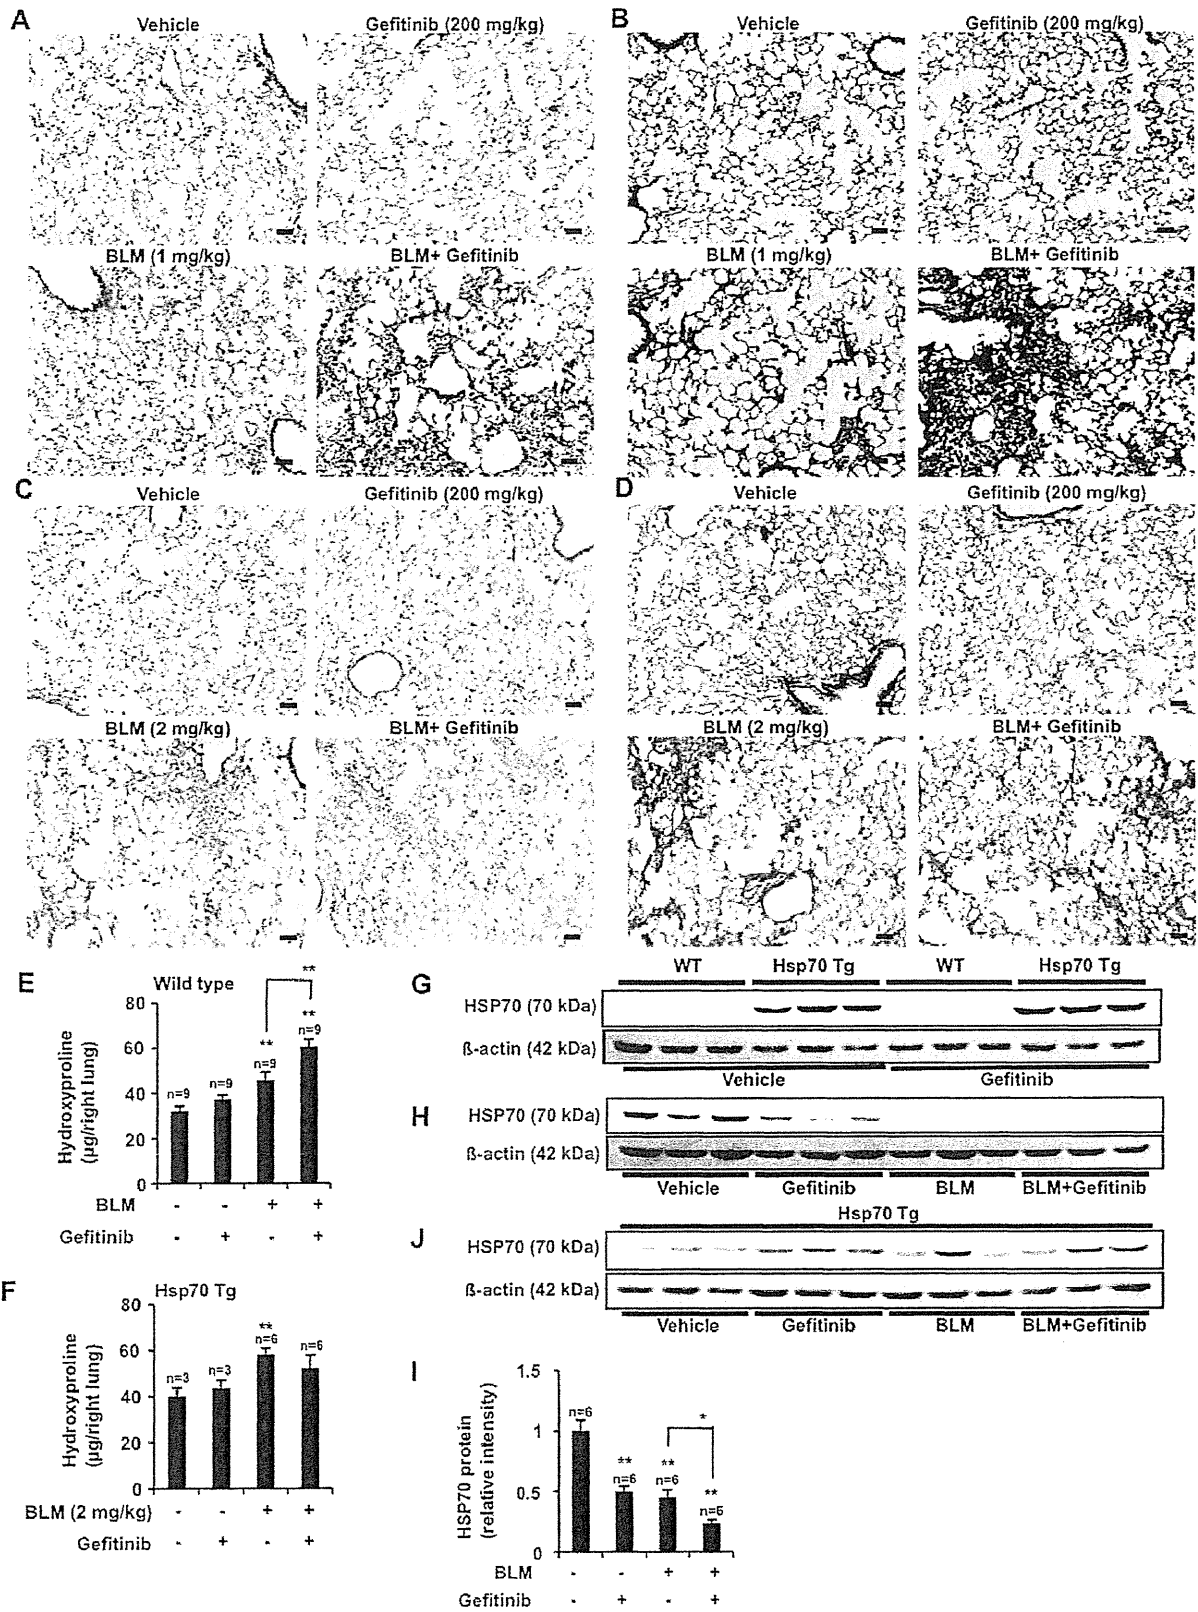 A
Vehicle
Gefitinib (200 mg/kg)
BLM (1 mg/kg)
BLM+ Gefitinib
B
Vehicle
Gefitinib (200 mg/kg)
BLM (1 mg/kg)
BLM+ Gefitinib
C
Vehicle
Gefitinib (200 mg/kg)
BLM (2 mg/kg)
BLM+ Gefitinib
D
Vehicle
Gefitinib (200 mg/kg)
BLM (2 mg/kg)
BLM+ Gefitinib
E
Wild type
**
80
60
40
20
0
Hydroxyproline
(µg/right lung)
n=9
n=9
**
n=9
**
n=9
BLM - - + +
Gefitinib - + - +
F
Hsp70 Tg
80
60
40
20
0
Hydroxyproline
(µg/right lung)
n=3
n=3
**
n=6
n=6
BLM (2 mg/kg) - - + +
Gefitinib - + - +
G
WT Hsp70 Tg WT Hsp70 Tg
HSP70 (70 kDa)
ß-actin (42 kDa)
Vehicle Gefitinib
H
HSP70 (70 kDa)
ß-actin (42 kDa)
Vehicle Gefitinib BLM BLM+Gefitinib
J
Hsp70 Tg
HSP70 (70 kDa)
ß-actin (42 kDa)
Vehicle Gefitinib BLM BLM+Gefitinib
I
1.5
1
0.5
0
HSP70 protein
(relative intensity)
n=6
**
n=6
**
n=6
*
**
n=6
BLM - - + +
Gefitinib - + - +